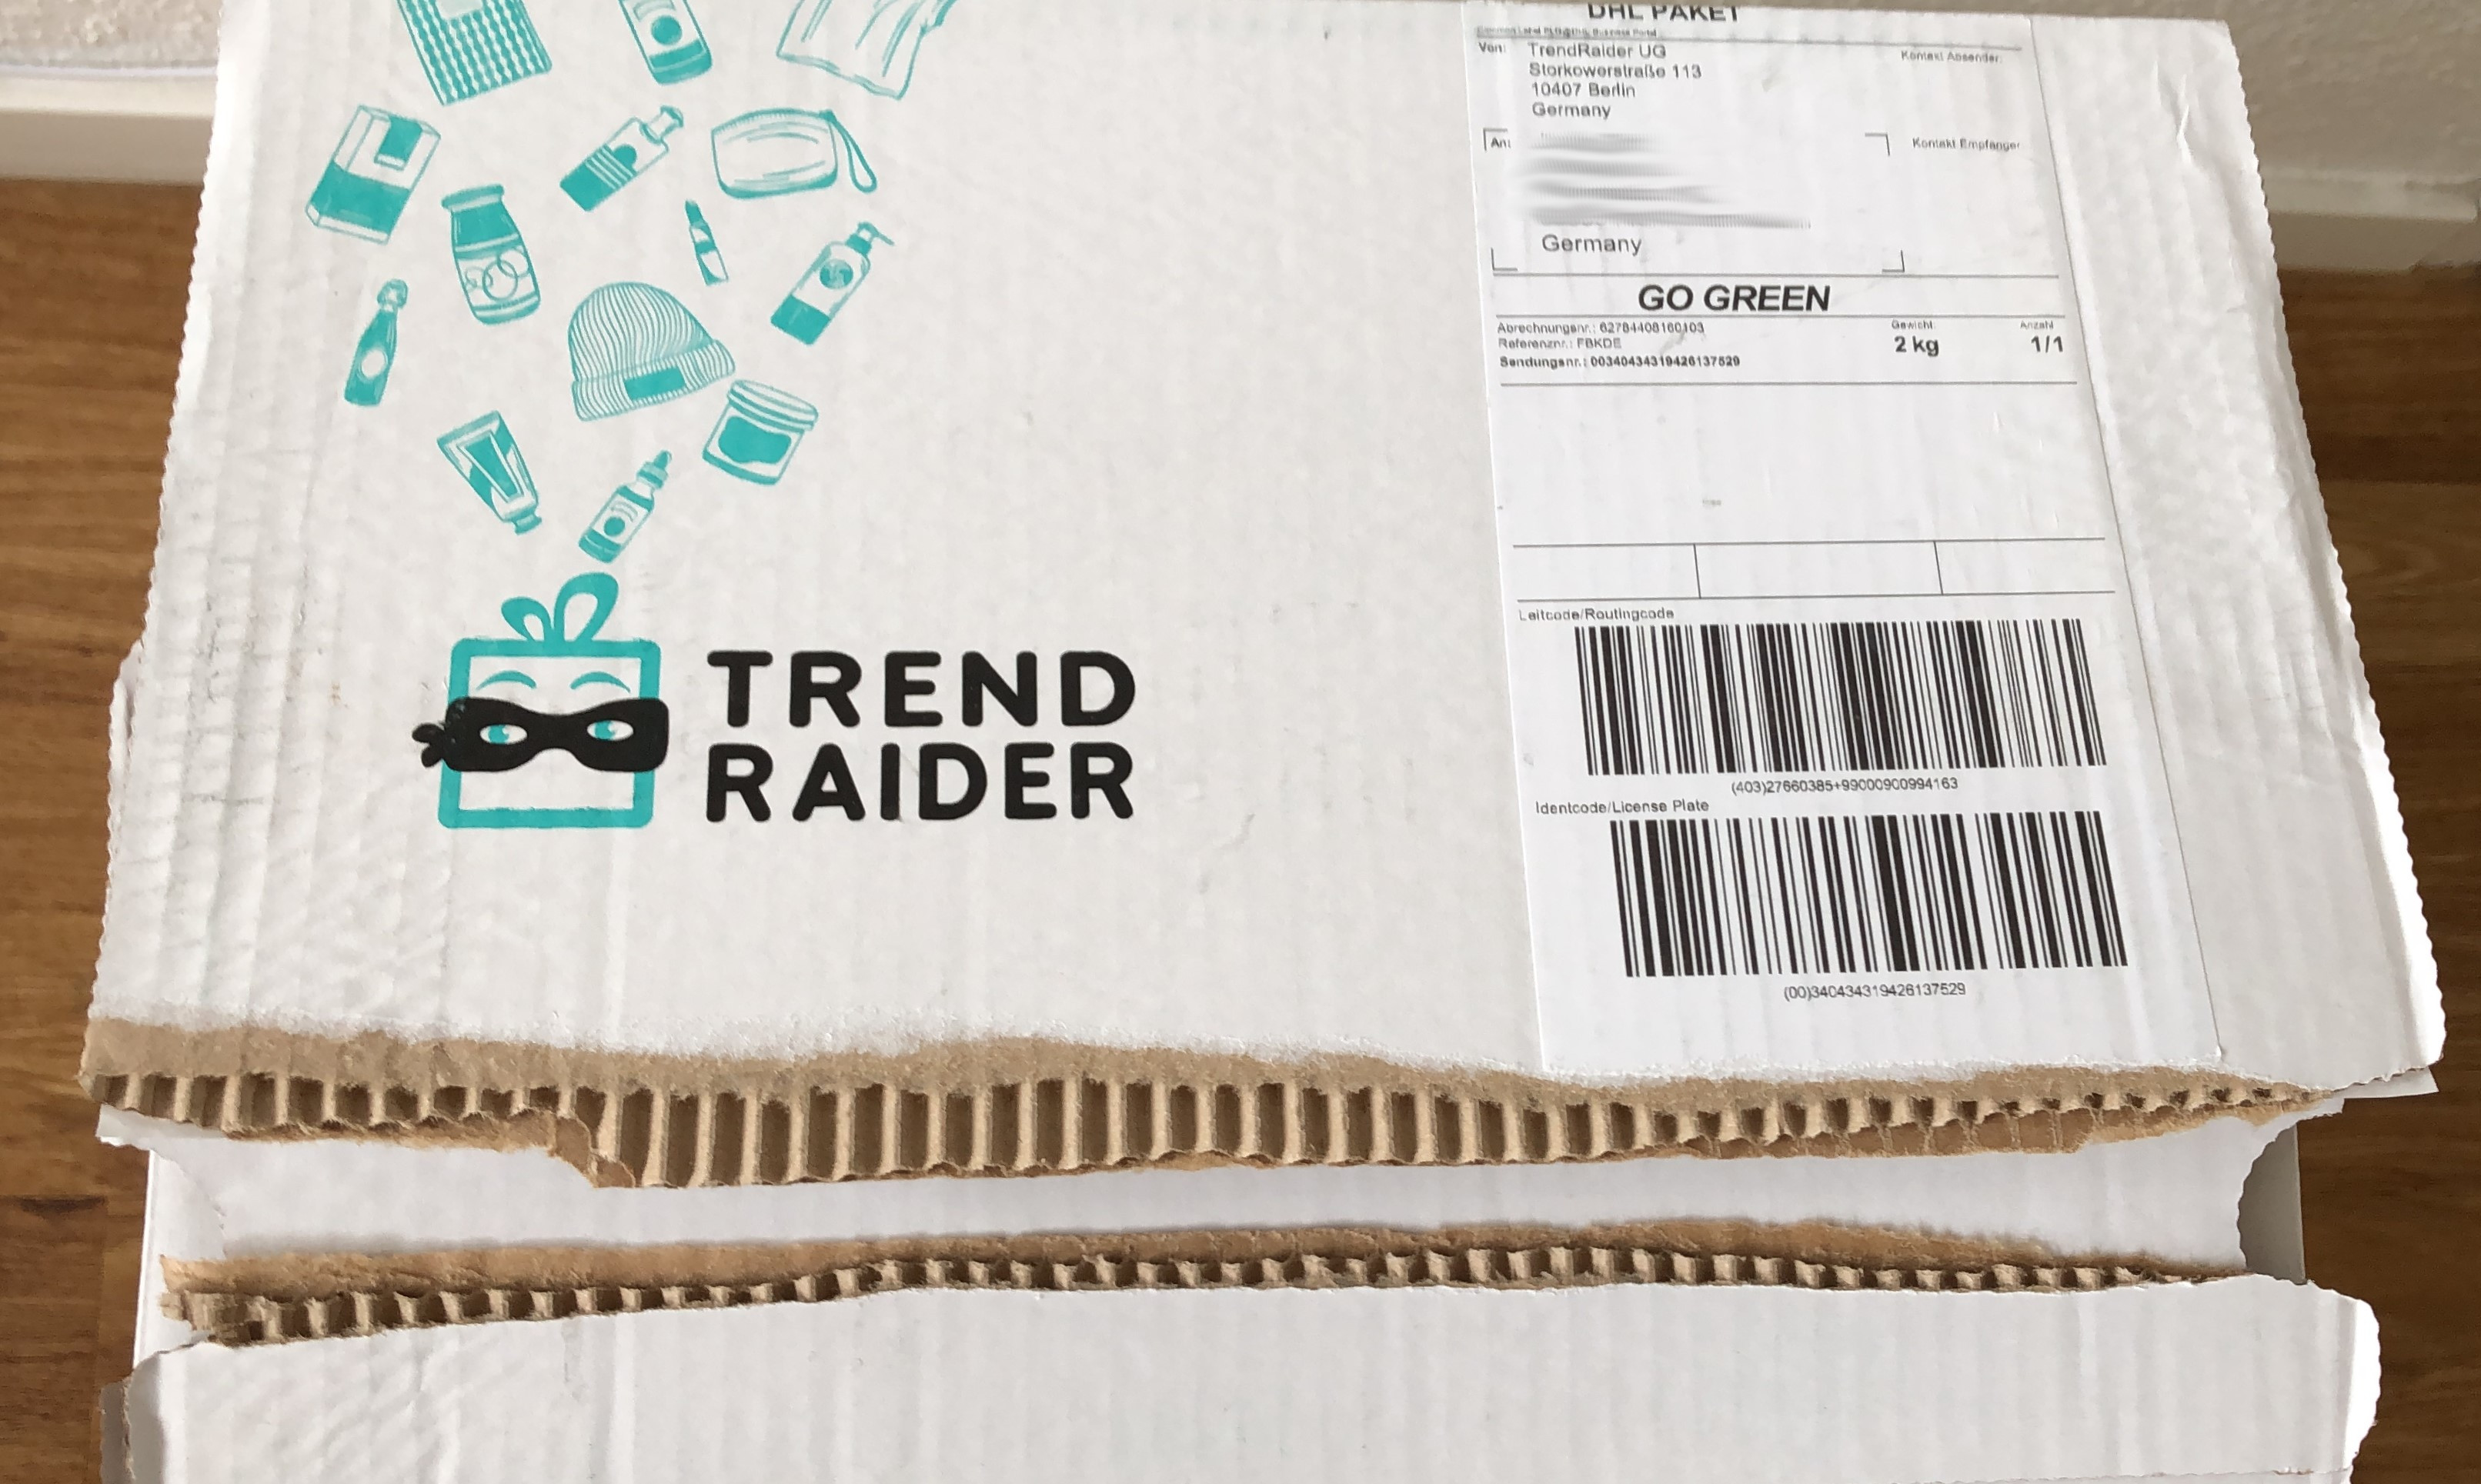 TREND
RAIDER
DHL PAKET
Von:
TrendRaider UG
Storkowerstraße 113
10407 Berlin
Germany
Kontakt Absender:
An:
Kontakt Empfänger
Germany
GO GREEN
Abrechnungsnr.: 62784408160103
Referenznr.: FBKDE
Sendungsnr.: 00340434319426137529
Gewicht:
2 kg
Anzahl
1/1
Leitcode/Routingcode
(403)27660385+99000900994163
Identcode/License Plate
(00)340434319426137529